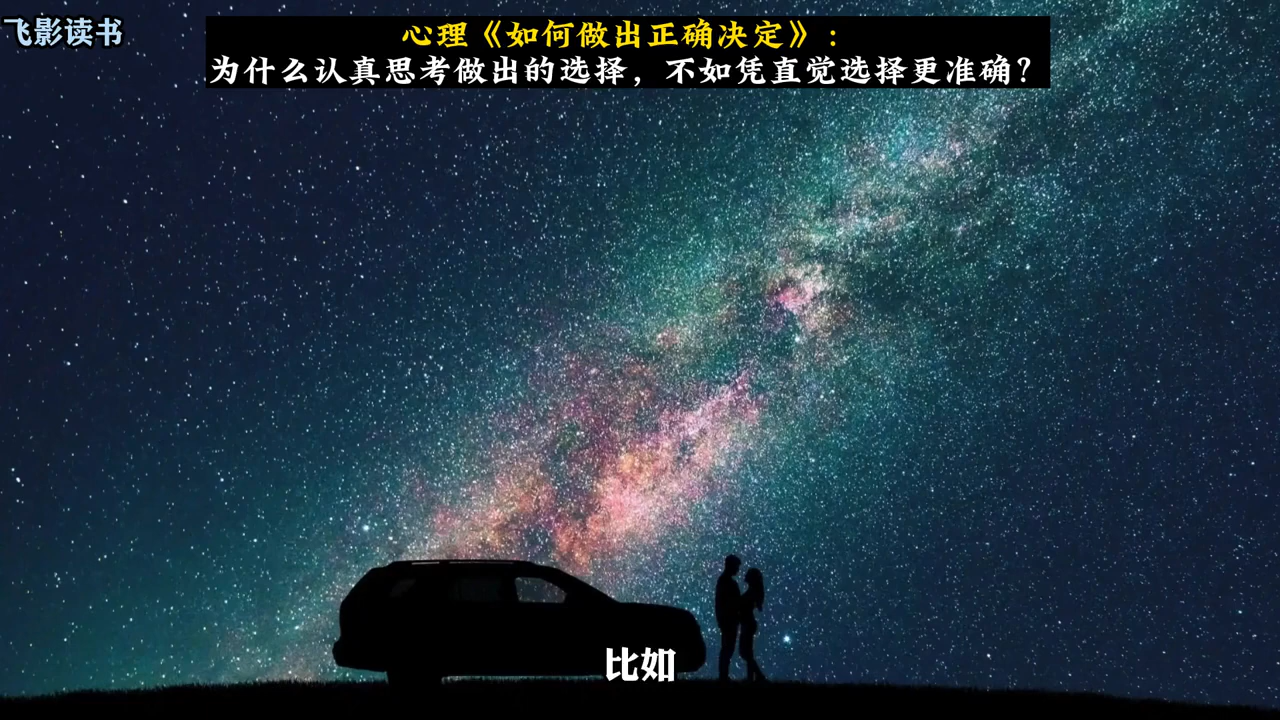 飞影读书
心理《如何做出正确决定》：
为什么认真思考做出的选择，不如凭直觉选择更准确？
比如